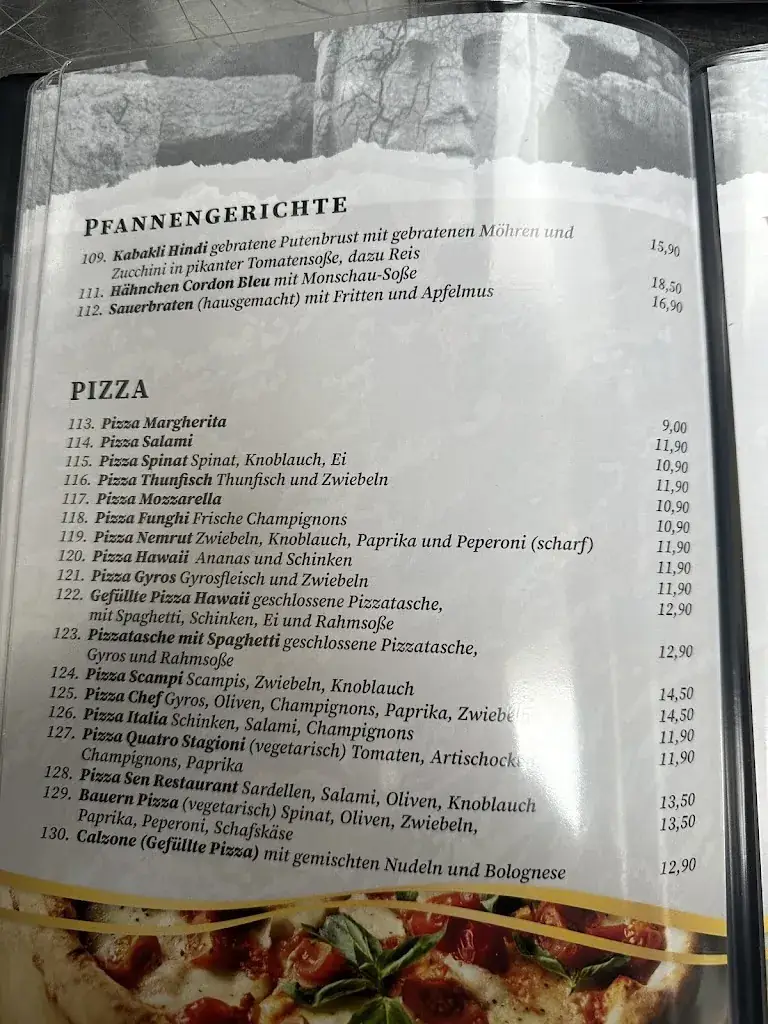 PFANNENGERICHTE
109. Kabakli Hindi gebratene Putenbrust mit gebratenen Möhren und
Zucchini in pikanter Tomatensoße, dazu Reis 15,90
111. Hähnchen Cordon Bleu mit Monschau-Soße 18,50
112. Sauerbraten (hausgemacht) mit Fritten und Apfelmus 16,90
PIZZA
113. Pizza Margherita 9,00
114. Pizza Salami 11,90
115. Pizza Spinat Spinat, Knoblauch, Ei 10,90
116. Pizza Thunfisch Thunfisch und Zwiebeln 11,90
117. Pizza Mozzarella 10,90
118. Pizza Funghi Frische Champignons 10,90
119. Pizza Nemrut Zwiebeln, Knoblauch, Paprika und Peperoni (scharf) 11,90
120. Pizza Hawaii Ananas und Schinken 11,90
121. Pizza Gyros Gyrosfleisch und Zwiebeln 11,90
122. Gefüllte Pizza Hawaii geschlossene Pizzatasche, 12,90
mit Spaghetti, Schinken, Ei und Rahmsoße
123. Pizzatasche mit Spaghetti geschlossene Pizzatasche, 12,90
Gyros und Rahmsoße
124. Pizza Scampi Scampis, Zwiebeln, Knoblauch 14,50
125. Pizza Chef Gyros, Oliven, Champignons, Paprika, 14,50
126. Pizza Italia Schinken, Salami, Champignons 11,90
127. Pizza Quatro Stagioni (vegetarisch) Tomaten, 11,90
Champignons, Paprika
128. Pizza Sen Restaurant Sardellen, Salami, Oliven, Knoblauch 13,50
129. Bauern Pizza (vegetarisch) Spinat, Oliven, Zwiebeln, 13,50
Paprika, Peperoni, Schafskäse
130. Calzone (Gefüllte Pizza) mit gemischten Nudeln und Bolognese 12,90